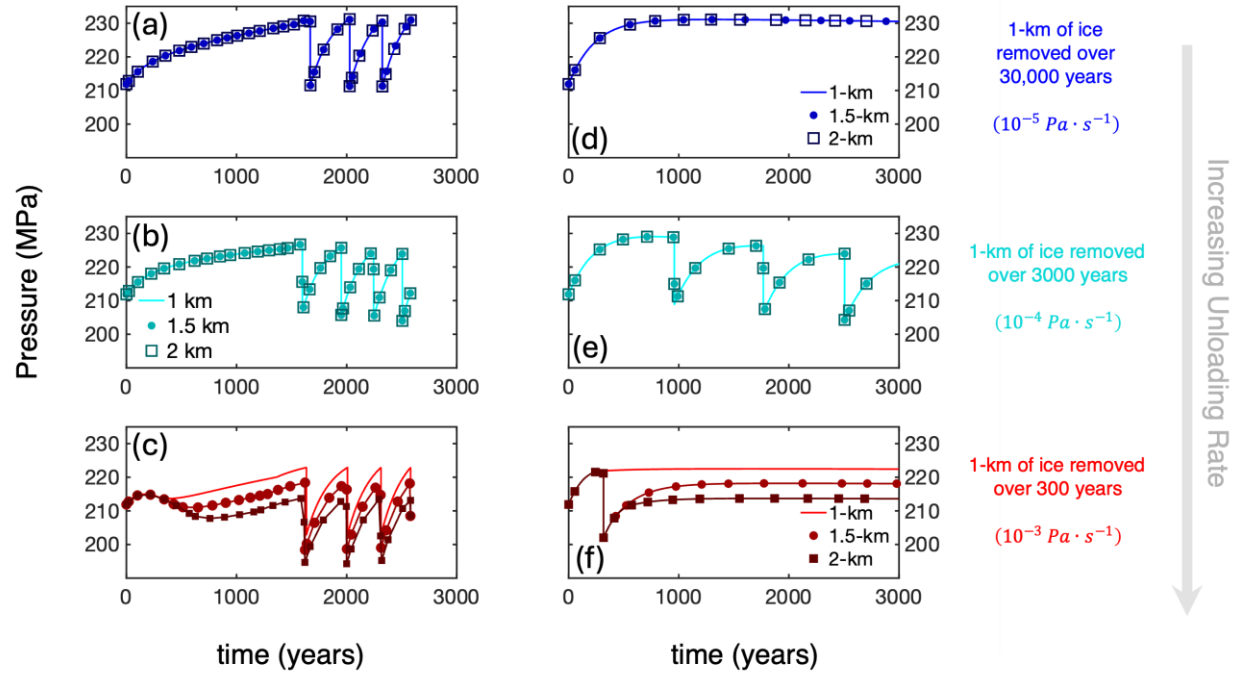 Pressure (MPa)
(a)
230
220
210
200
0 1000 2000 3000
(d)
1-km
1.5-km
2-km
230
220
210
200
0 1000 2000 3000
1-km of ice
removed over
30,000 years
(10⁻⁵ Pa · s⁻¹)
(b)
230
220
210
200
1 km
1.5 km
2 km
0 1000 2000 3000
(e)
230
220
210
200
0 1000 2000 3000
1-km of ice removed
over 3000 years
(10⁻⁴ Pa · s⁻¹)
(c)
230
220
210
200
0 1000 2000 3000
time (years)
(f)
1-km
1.5-km
2-km
230
220
210
200
0 1000 2000 3000
time (years)
1-km of ice removed
over 300 years
(10⁻³ Pa · s⁻¹)
Increasing Unloading Rate